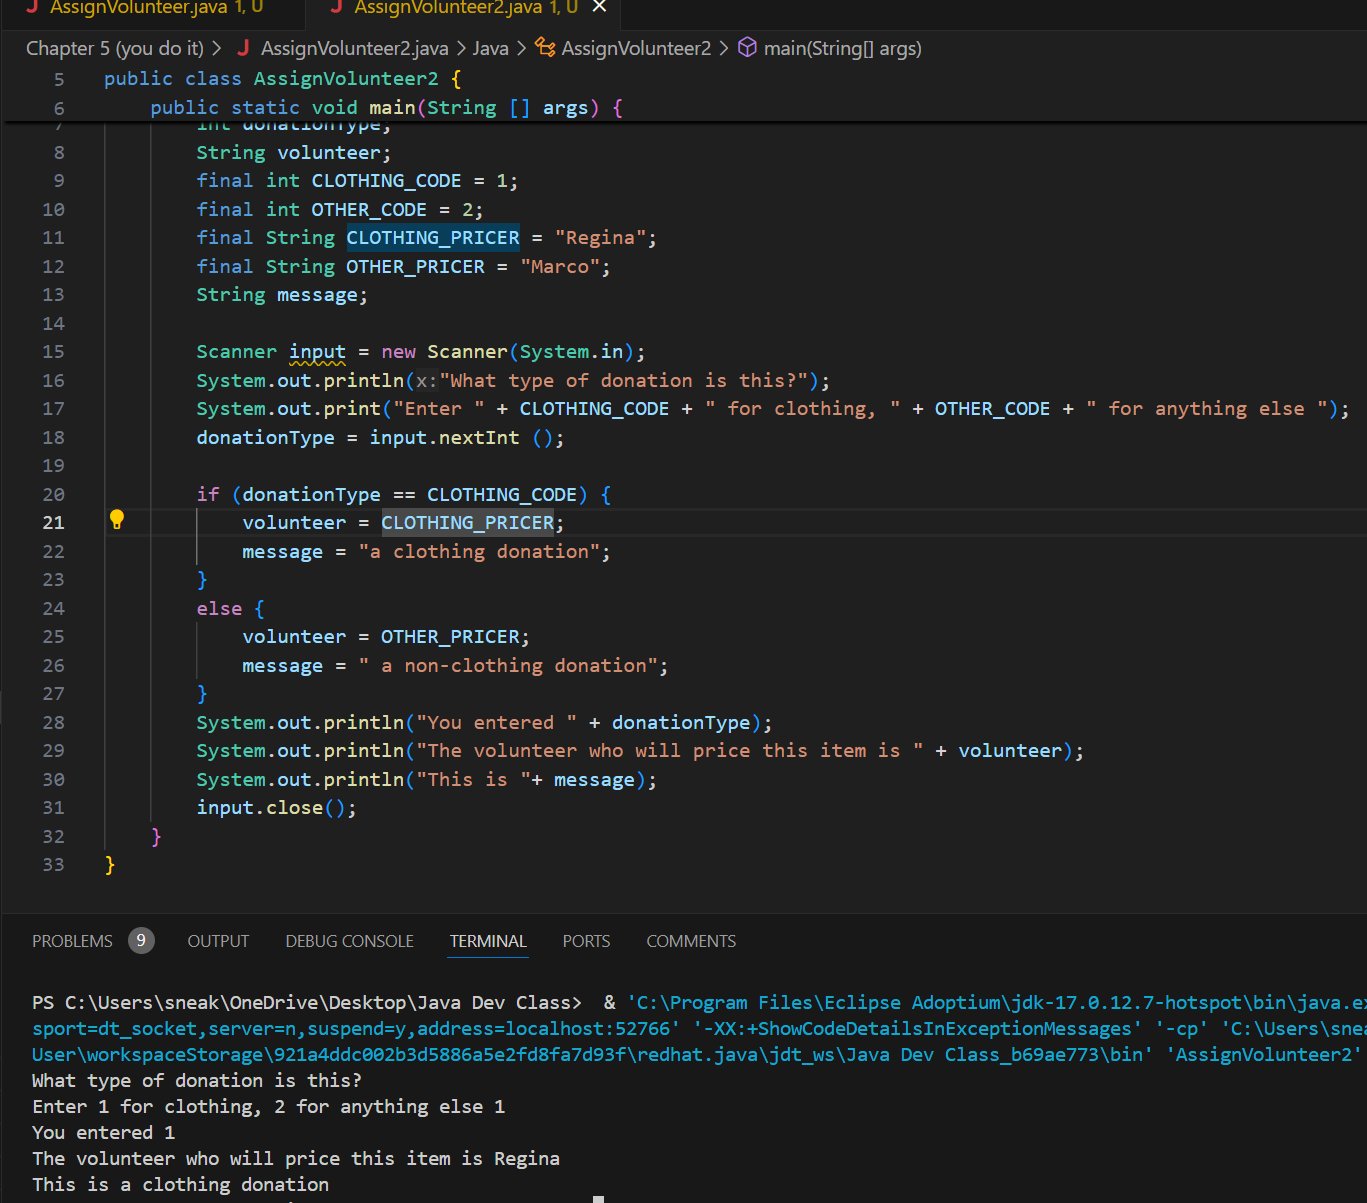 AssignVolunteer.java 1, U
AssignVolunteer2.java 1, U
Chapter 5 (you do it) > AssignVolunteer2.java > Java > AssignVolunteer2 > main(String[] args)
5 public class AssignVolunteer2 {
6 public static void main(String [] args) {
7 int donationType;
8 String volunteer;
9 final int CLOTHING_CODE = 1;
10 final int OTHER_CODE = 2;
11 final String CLOTHING_PRICER = "Regina";
12 final String OTHER_PRICER = "Marco";
13 String message;
14
15 Scanner input = new Scanner(System.in);
16 System.out.println(x:"What type of donation is this?");
17 System.out.print("Enter " + CLOTHING_CODE + " for clothing, " + OTHER_CODE + " for anything else ");
18 donationType = input.nextInt ();
19
20 if (donationType == CLOTHING_CODE) {
21 volunteer = CLOTHING_PRICER;
22 message = "a clothing donation";
23 }
24 else {
25 volunteer = OTHER_PRICER;
26 message = " a non-clothing donation";
27 }
28 System.out.println("You entered " + donationType);
29 System.out.println("The volunteer who will price this item is " + volunteer);
30 System.out.println("This is "+ message);
31 input.close();
32 }
33 }
PROBLEMS 9 OUTPUT DEBUG CONSOLE TERMINAL PORTS COMMENTS
PS C:\Users\sneak\OneDrive\Desktop\Java Dev Class> & 'C:\Program Files\Eclipse Adoptium\jdk-17.0.12.7-hotspot\bin\java.ex
sport=dt_socket,server=n,suspend=y,address=localhost:52766' '-XX:+ShowCodeDetailsInExceptionMessages' '-cp' 'C:\Users\snea
User\workspaceStorage\921a4ddc002b3d5886a5e2fd8fa7d93f\redhat.java\jdt_ws\Java Dev Class_b69ae773\bin' 'AssignVolunteer2'
What type of donation is this?
Enter 1 for clothing, 2 for anything else 1
You entered 1
The volunteer who will price this item is Regina
This is a clothing donation